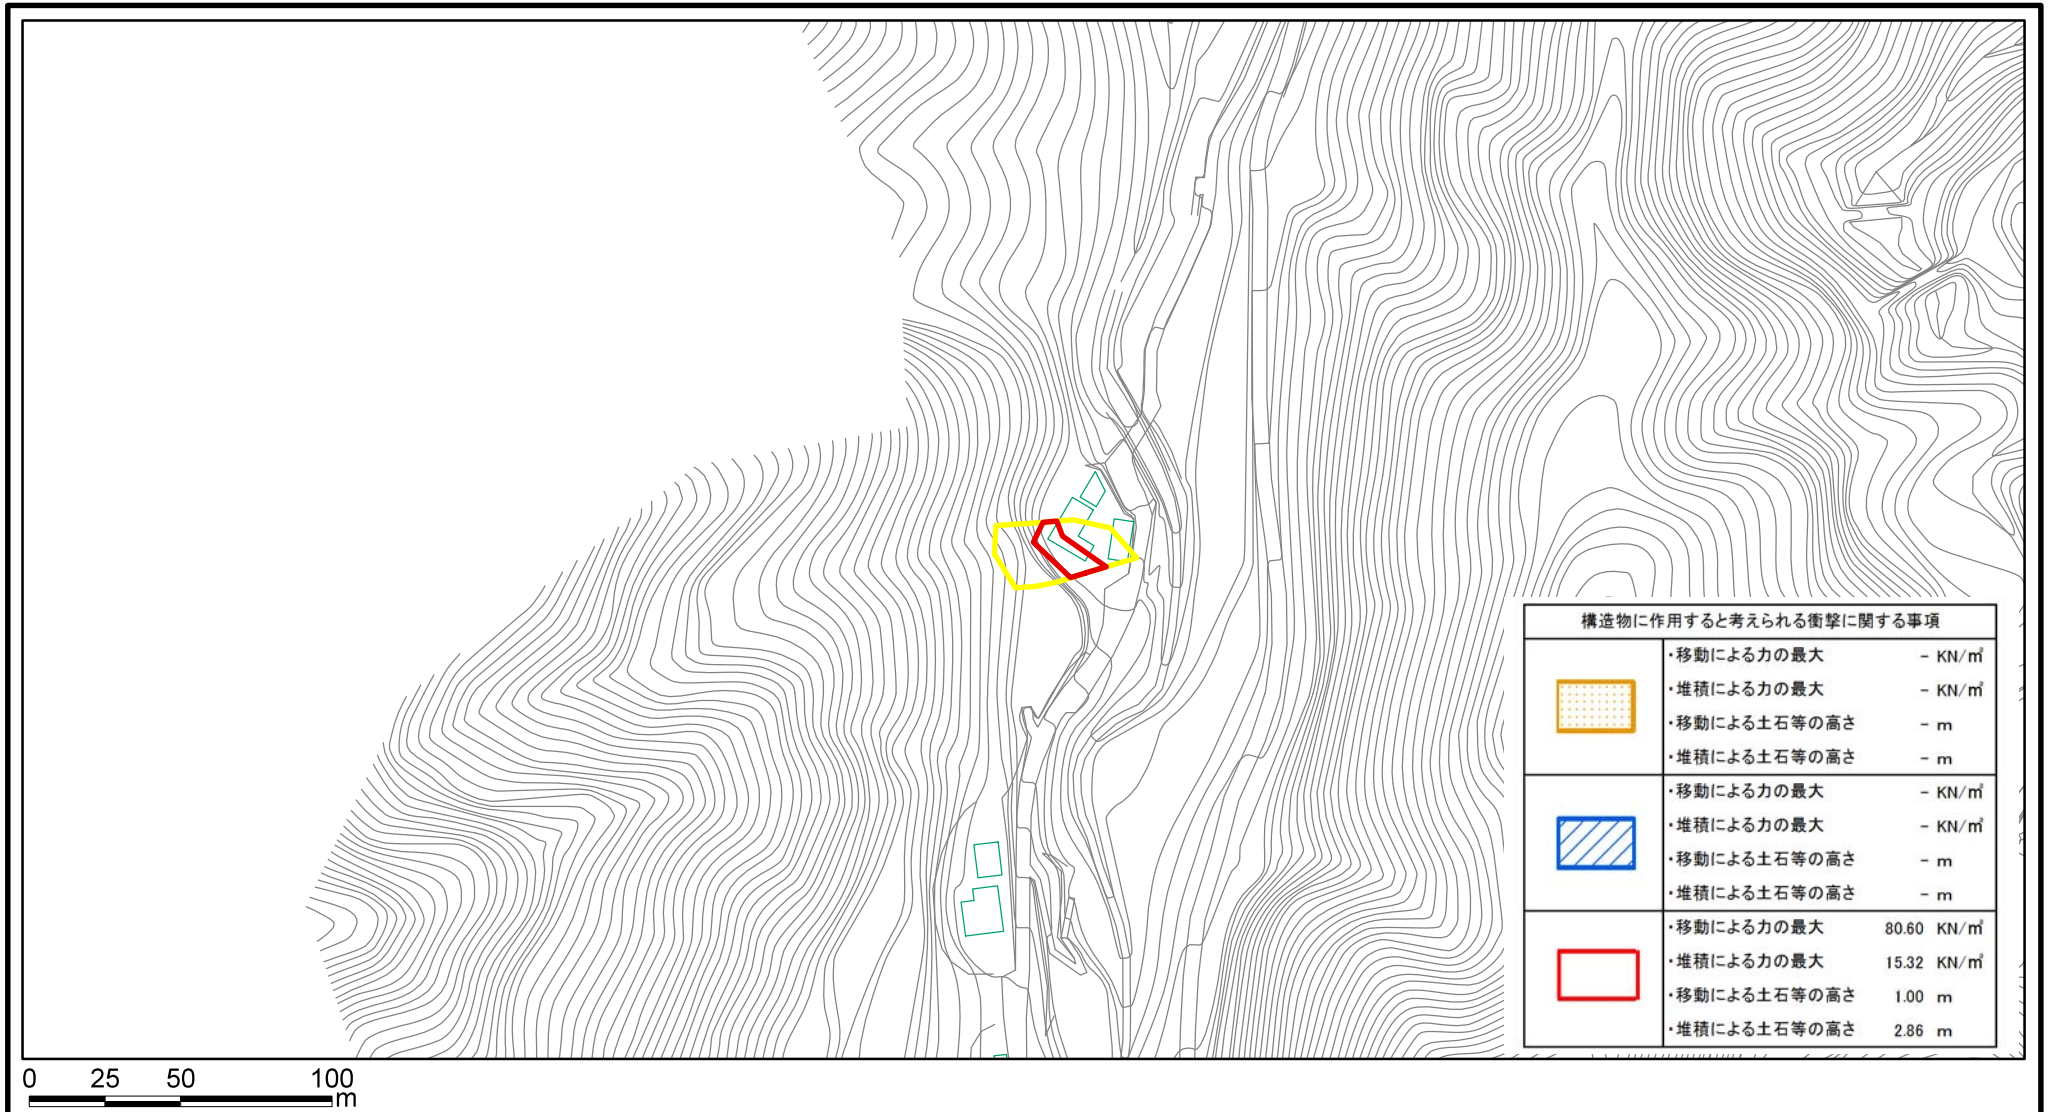 構造物に作用すると考えられる衝撃に関する事項
・移動による力の最大 - KN/㎡
・堆積による力の最大 - KN/㎡
・移動による土石等の高さ - m
・堆積による土石等の高さ - m
・移動による力の最大 - KN/㎡
・堆積による力の最大 - KN/㎡
・移動による土石等の高さ - m
・堆積による土石等の高さ - m
・移動による力の最大 80.60 KN/㎡
・堆積による力の最大 15.32 KN/㎡
・移動による土石等の高さ 1.00 m
・堆積による土石等の高さ 2.86 m
0 25 50 100
m